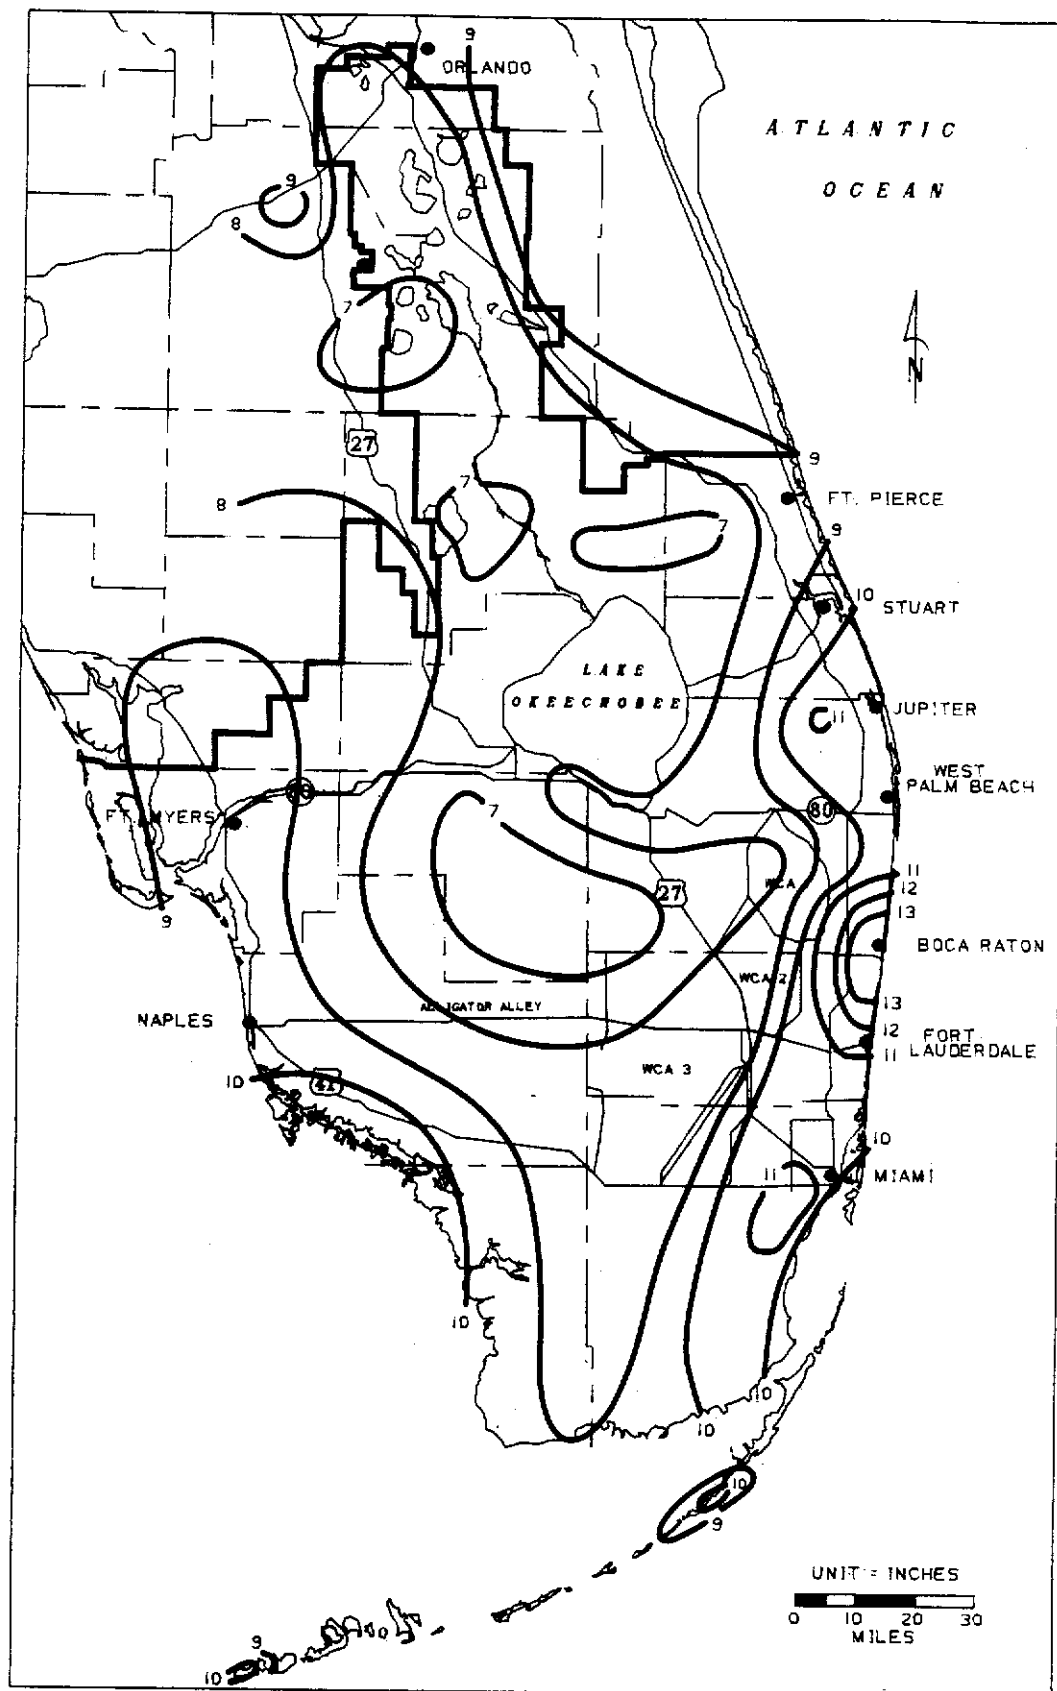 9
ORLANDO
ATLANTIC
OCEAN
9
8
7
N
27
9
8
7
7
FT. PIERCE
9
10
STUART
LAKE
OKEECHOBEE
11
JUPITER
WEST
PALM BEACH
80
FT. MYERS
7
11
12
27
WCA
13
9
BOCA RATON
WCA 2
ALLIGATOR ALLEY
13
NAPLES
12
FORT
LAUDERDALE
11
WCA 3
10
41
10
11
MIAMI
10
10
10
10
9
UNIT = INCHES
0 10 20 30
MILES
9
10